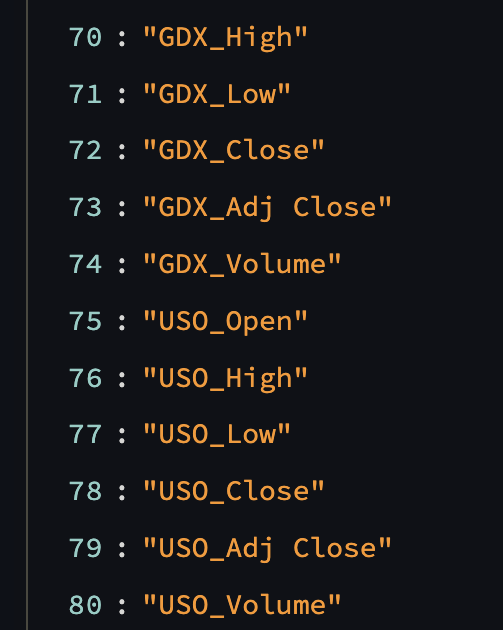 70 : "GDX_High"
71 : "GDX_Low"
72 : "GDX_Close"
73 : "GDX_Adj Close"
74 : "GDX_Volume"
75 : "USO_Open"
76 : "USO_High"
77 : "USO_Low"
78 : "USO_Close"
79 : "USO_Adj Close"
80 : "USO_Volume"